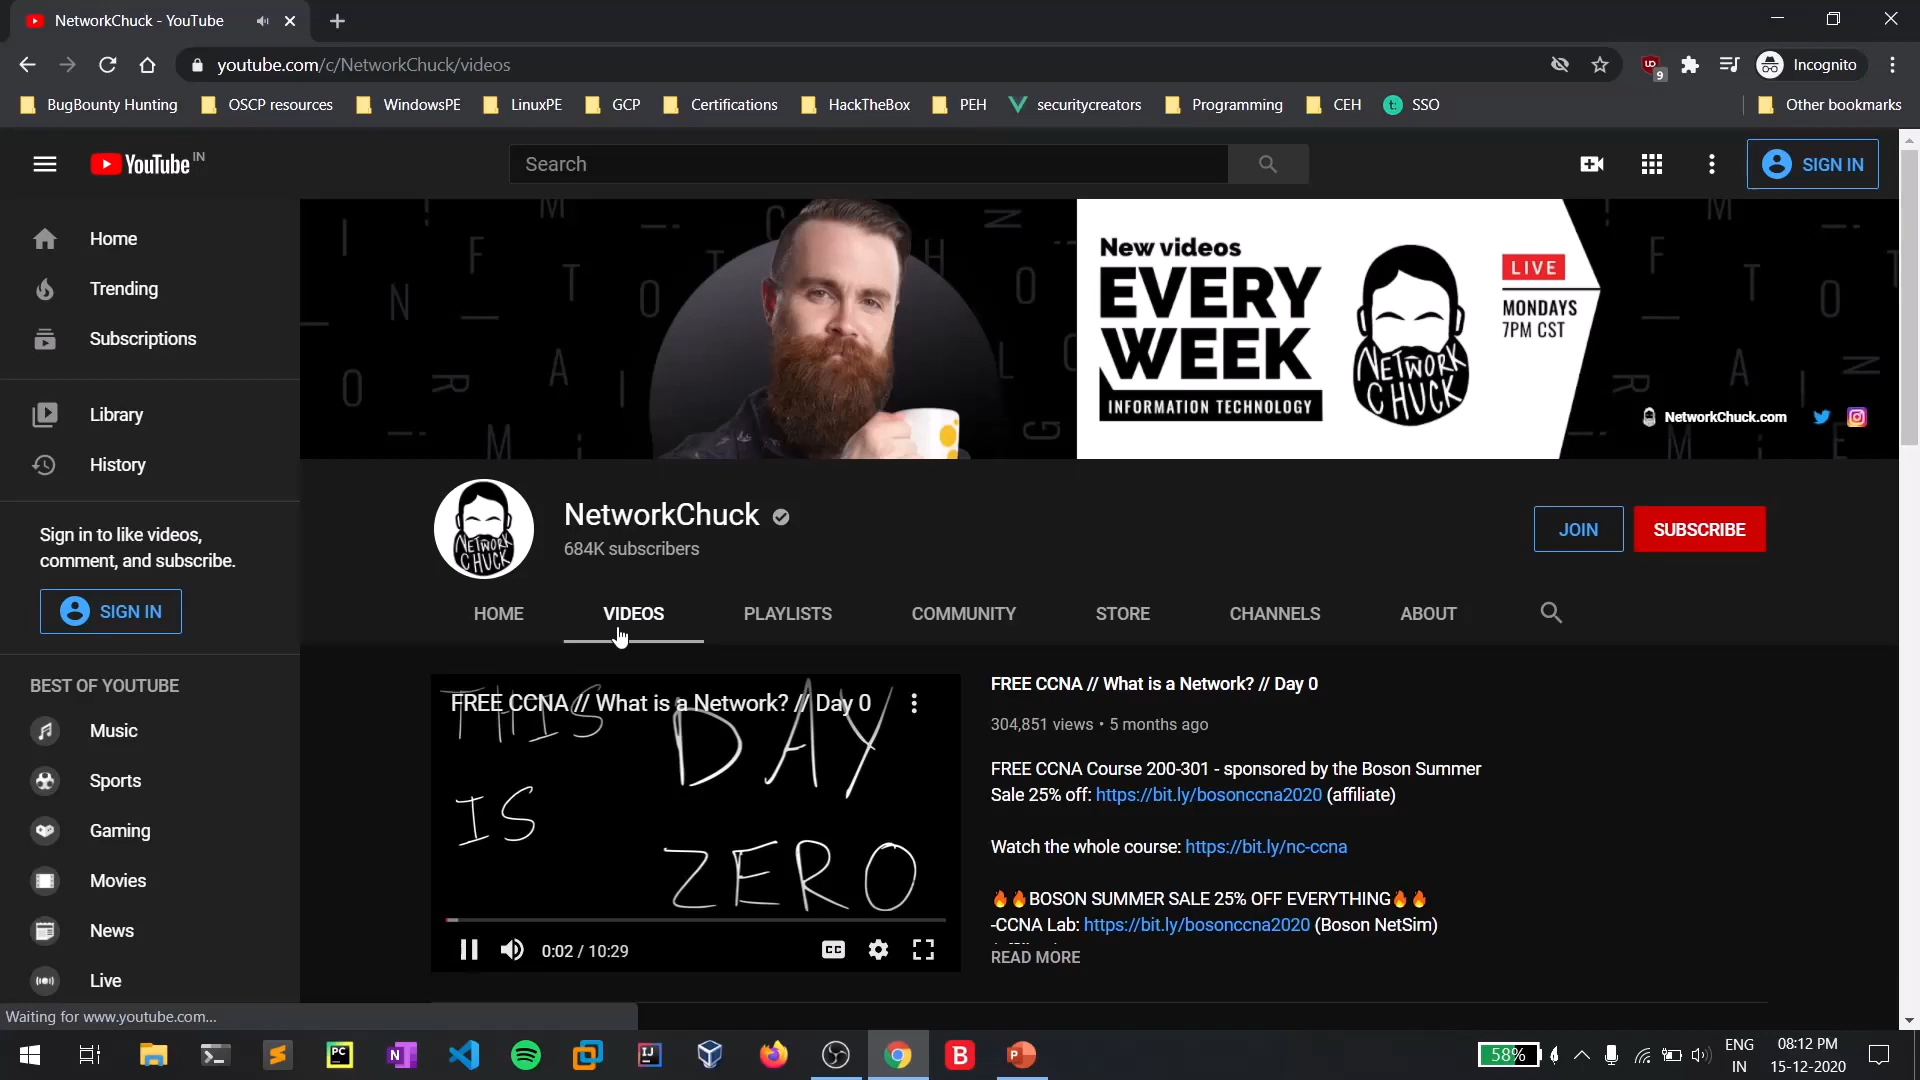 NetworkChuck - YouTube
youtube.com/c/NetworkChuck/videos
9
Incognito
BugBounty Hunting
OSCP resources
WindowsPE
LinuxPE
GCP
Certifications
HackTheBox
PEH
securitycreators
Programming
CEH
t:
SSO
Other bookmarks
YouTube IN
Search
SIGN IN
Home
Trending
Subscriptions
Library
History
Sign in to like videos,
comment, and subscribe.
SIGN IN
BEST OF YOUTUBE
Music
Sports
Gaming
Movies
News
Live
New videos
EVERY
WEEK
INFORMATION TECHNOLOGY
NETWORK
CHUCK
LIVE
MONDAYS
7PM CST
NetworkChuck.com
NETWORK
CHUCK
NetworkChuck
684K subscribers
JOIN
SUBSCRIBE
HOME
VIDEOS
PLAYLISTS
COMMUNITY
STORE
CHANNELS
ABOUT
FREE CCNA // What is a Network? // Day 0
THIS DAY
IS
ZERO
0:02 / 10:29
CC
FREE CCNA // What is a Network? // Day 0
304,851 views • 5 months ago
FREE CCNA Course 200-301 - sponsored by the Boson Summer
Sale 25% off: https://bit.ly/bosonccna2020 (affiliate)
Watch the whole course: https://bit.ly/nc-ccna
🔥🔥BOSON SUMMER SALE 25% OFF EVERYTHING🔥🔥
-CCNA Lab: https://bit.ly/bosonccna2020 (Boson NetSim)
READ MORE
Waiting for www.youtube.com...
PC
N
IJ
B
P
58%
ENG
IN
08:12 PM
15-12-2020